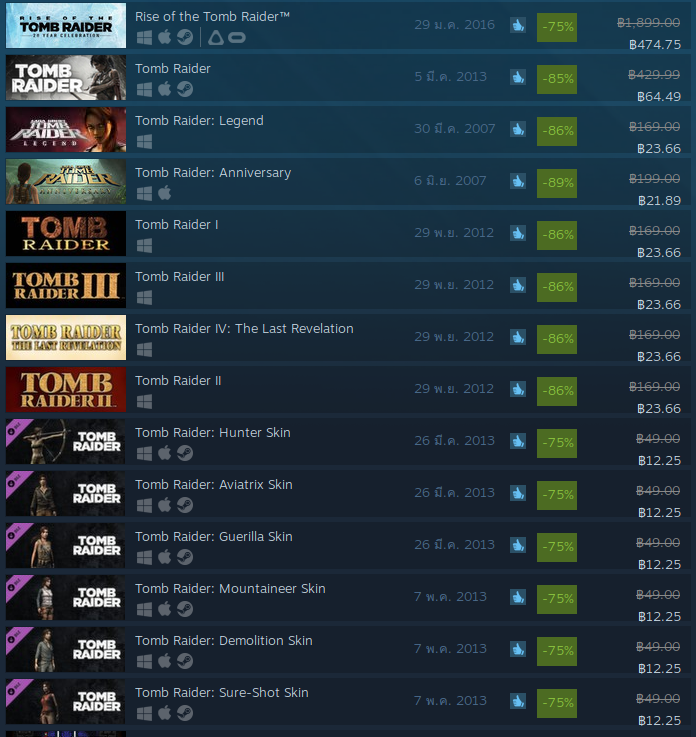 RISE OF THE
TOMB RAIDER
20 YEAR CELEBRATION
Rise of the Tomb Raider™
29 ม.ค. 2016
-75%
฿1,899.00
฿474.75
TOMB
RAIDER
Tomb Raider
5 มี.ค. 2013
-85%
฿429.99
฿64.49
TOMB
RAIDER
LEGEND
Tomb Raider: Legend
30 มี.ค. 2007
-86%
฿169.00
฿23.66
TOMB
RAIDER
ANNIVERSARY
Tomb Raider: Anniversary
6 มิ.ย. 2007
-89%
฿199.00
฿21.89
TOMB
RAIDER
Tomb Raider I
29 พ.ย. 2012
-86%
฿169.00
฿23.66
TOMB
RAIDER III
Tomb Raider III
29 พ.ย. 2012
-86%
฿169.00
฿23.66
TOMB RAIDER
THE LAST REVELATION
Tomb Raider IV: The Last Revelation
29 พ.ย. 2012
-86%
฿169.00
฿23.66
TOMB
RAIDER II
Tomb Raider II
29 พ.ย. 2012
-86%
฿169.00
฿23.66
TOMB
RAIDER
Tomb Raider: Hunter Skin
26 มี.ค. 2013
-75%
฿49.00
฿12.25
TOMB
RAIDER
Tomb Raider: Aviatrix Skin
26 มี.ค. 2013
-75%
฿49.00
฿12.25
TOMB
RAIDER
Tomb Raider: Guerilla Skin
26 มี.ค. 2013
-75%
฿49.00
฿12.25
TOMB
RAIDER
Tomb Raider: Mountaineer Skin
7 พ.ค. 2013
-75%
฿49.00
฿12.25
TOMB
RAIDER
Tomb Raider: Demolition Skin
7 พ.ค. 2013
-75%
฿49.00
฿12.25
TOMB
RAIDER
Tomb Raider: Sure-Shot Skin
7 พ.ค. 2013
-75%
฿49.00
฿12.25